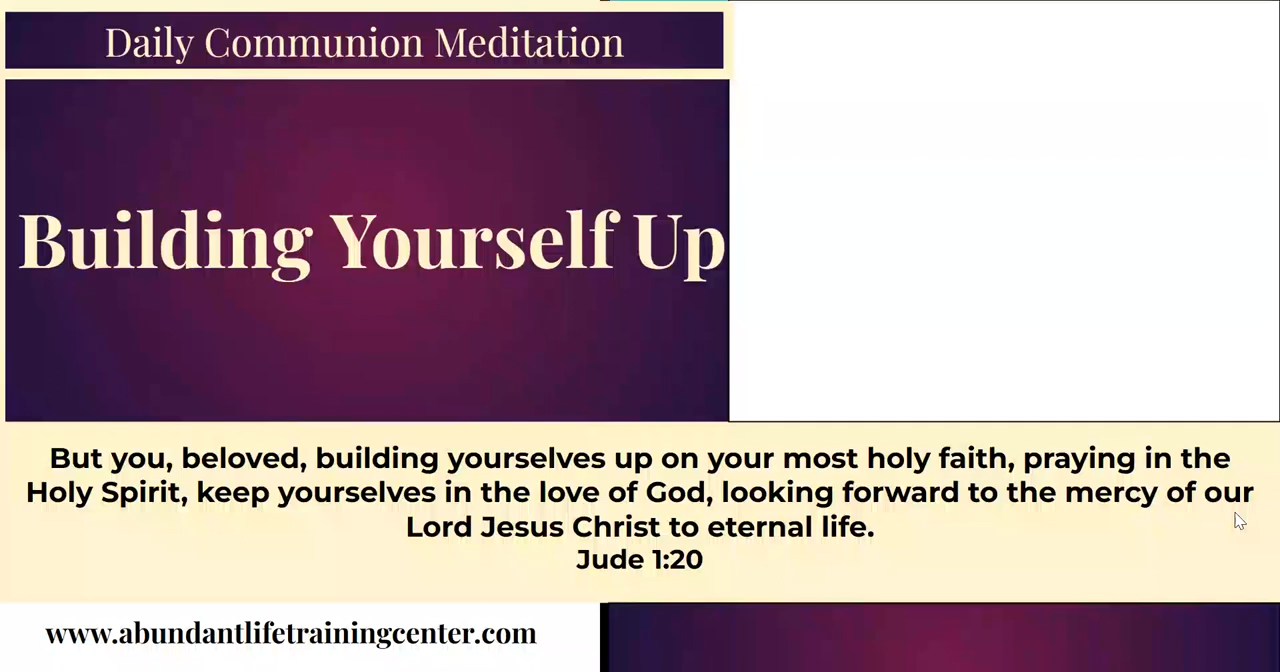 Daily Communion Meditation
Building Yourself Up
But you, beloved, building yourselves up on your most holy faith, praying in the
Holy Spirit, keep yourselves in the love of God, looking forward to the mercy of our
Lord Jesus Christ to eternal life.
Jude 1:20
www.abundantlifetrainingcenter.com